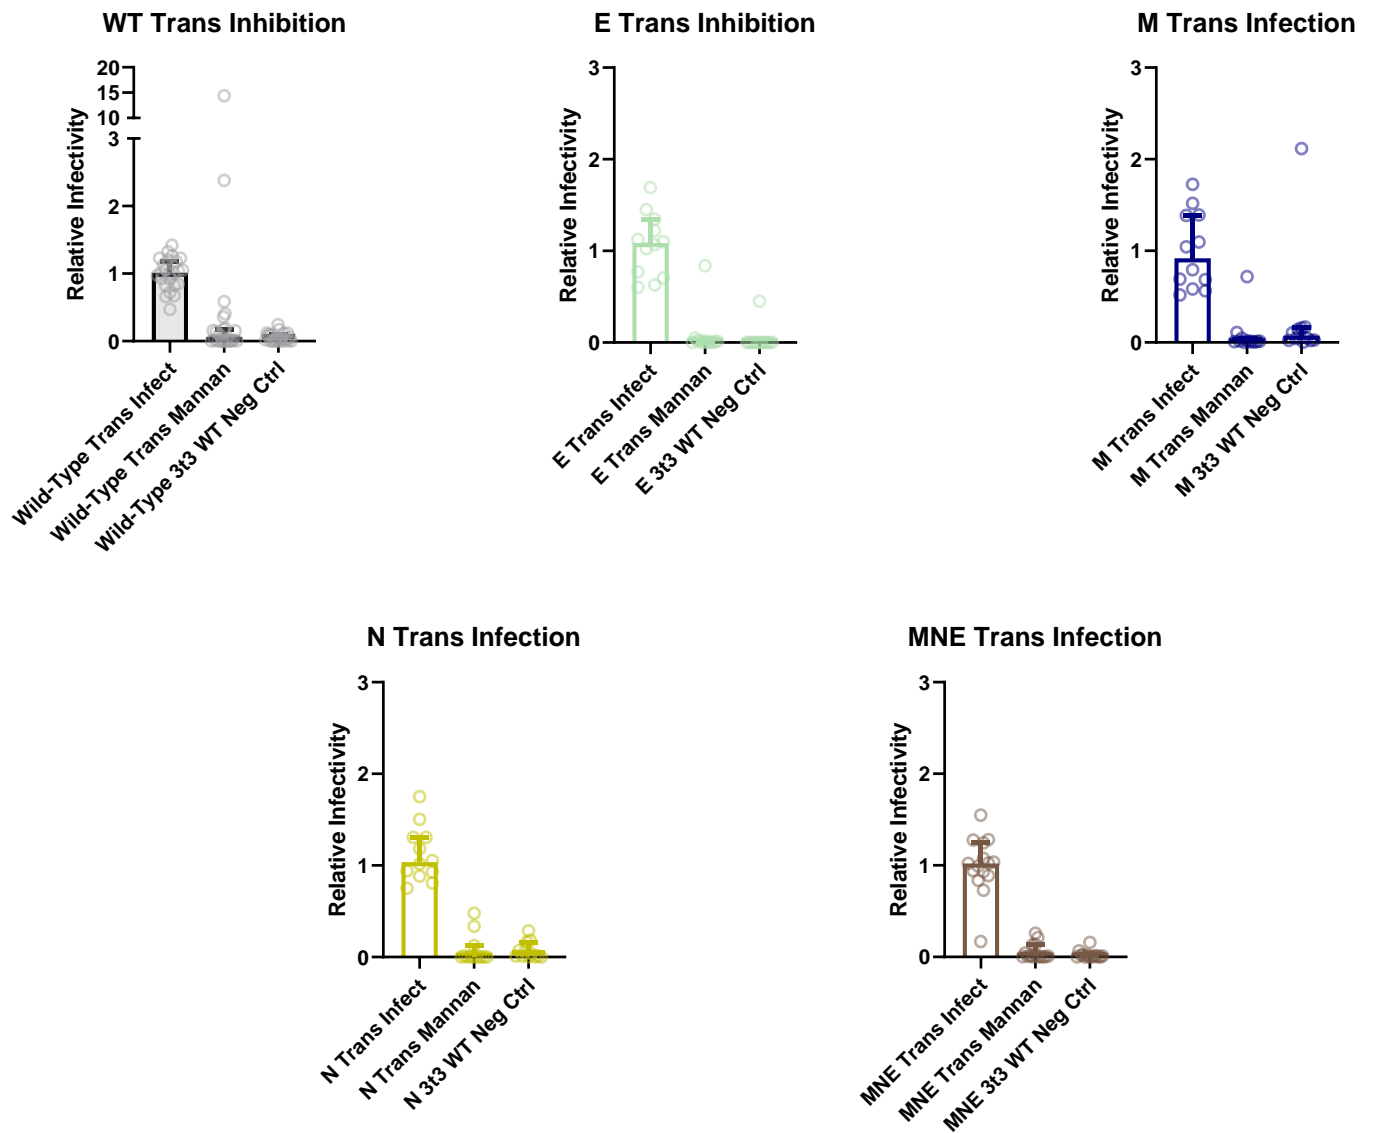 WT Trans Inhibition
E Trans Inhibition
M Trans Infection
Relative Infectivity
20
15
10
3
2
1
0
Wild-Type Trans Infect
Wild-Type Trans Mannan
Wild-Type 3t3 WT Neg Ctrl
Relative Infectivity
3
2
1
0
E Trans Infect
E Trans Mannan
E 3t3 WT Neg Ctrl
Relative Infectivity
3
2
1
0
M Trans Infect
M Trans Mannan
M 3t3 WT Neg Ctrl
N Trans Infection
MNE Trans Infection
Relative Infectivity
3
2
1
0
N Trans Infect
N Trans Mannan
N 3t3 WT Neg Ctrl
Relative Infectivity
3
2
1
0
MNE Trans Infect
MNE Trans Mannan
MNE 3t3 WT Neg Ctrl